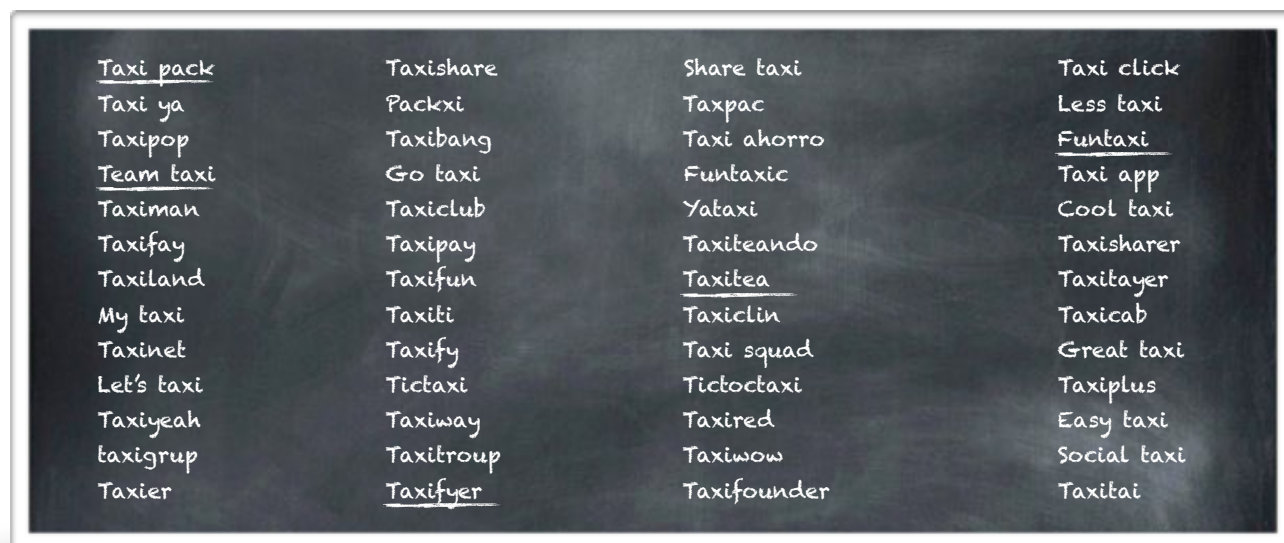 Taxi pack
Taxi ya
Taxipop
Team taxi
Taximan
Taxifay
Taxiland
My taxi
Taxinet
Let's taxi
Taxiyeah
taxigrup
Taxier
Taxishare
Packxi
Taxibang
Go taxi
Taxiclub
Taxipay
Taxifun
Taxiti
Taxify
Tictaxi
Taxiway
Taxitroup
Taxifyer
Share taxi
Taxpac
Taxi ahorro
Funtaxic
Yataxi
Taxiteando
Taxitea
Taxiclin
Taxi squad
Tictoctaxi
Taxired
Taxiwow
Taxifounder
Taxi click
Less taxi
Funtaxi
Taxi app
Cool taxi
Taxisharer
Taxitayer
Taxicab
Great taxi
Taxiplus
Easy taxi
Social taxi
Taxitai